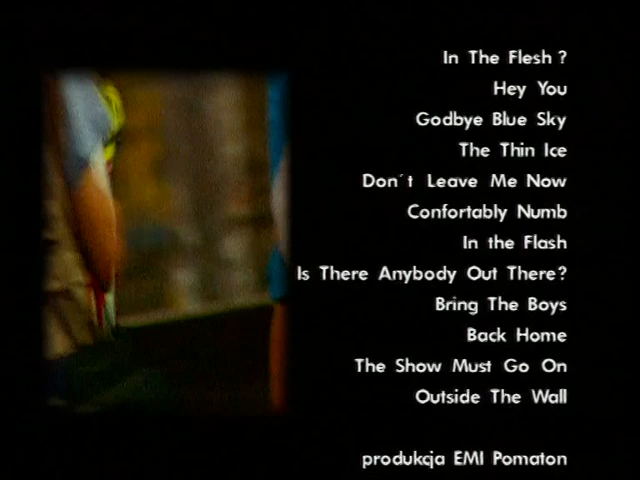 In The Flesh ?
Hey You
Godbye Blue Sky
The Thin Ice
Don´t Leave Me Now
Confortably Numb
In the Flash
Is There Anybody Out There?
Bring The Boys
Back Home
The Show Must Go On
Outside The Wall
produkcja EMI Pomaton